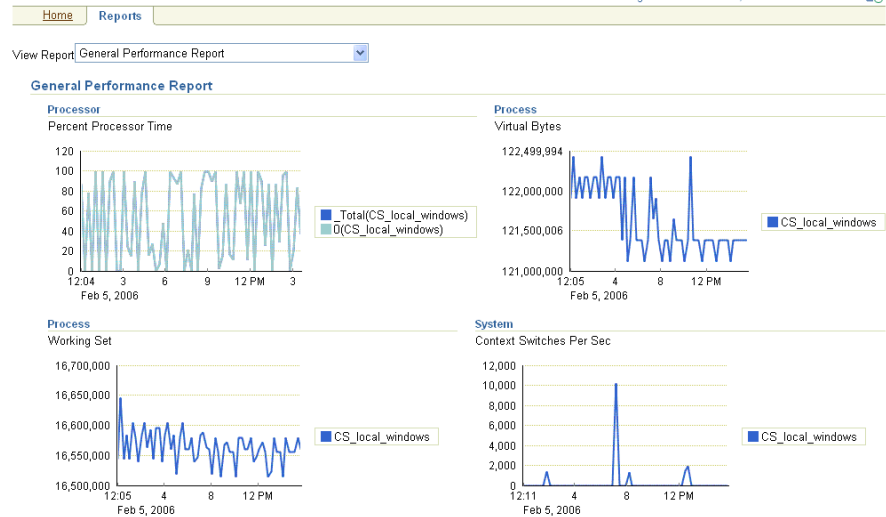 Home
Reports
View Report General Performance Report
General Performance Report
Processor
Percent Processor Time
120
100
80
60
40
20
0
12:04 3 6 9 12 PM 3
Feb 5, 2006
_Total(CS_local_windows)
0(CS_local_windows)
Process
Virtual Bytes
122,499,994
122,000,000
121,500,006
121,000,000
12:05 4 8 12 PM
Feb 5, 2006
CS_local_windows
Process
Working Set
16,700,000
16,650,000
16,600,000
16,550,000
16,500,000
12:05 4 8 12 PM
Feb 5, 2006
CS_local_windows
System
Context Switches Per Sec
12,000
10,000
8,000
6,000
4,000
2,000
0
12:11 4 8 12 PM
Feb 5, 2006
CS_local_windows